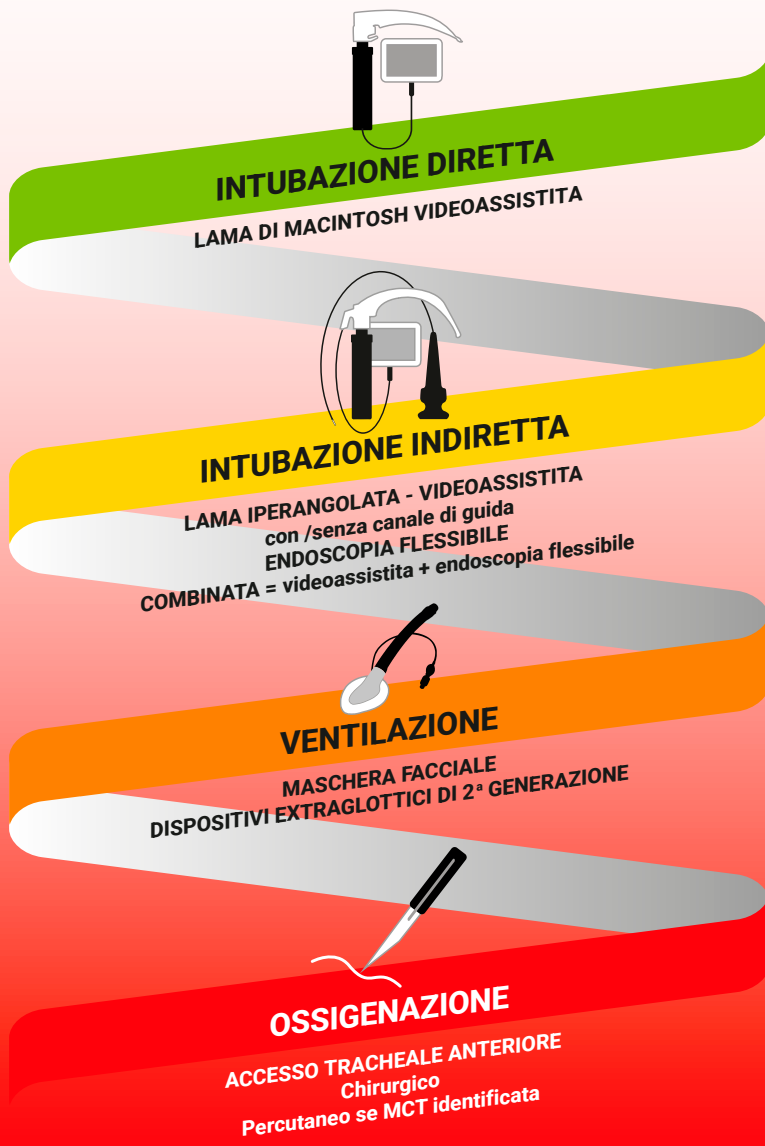 INTUBAZIONE DIRETTA
LAMA DI MACINTOSH VIDEOASSISTITA
INTUBAZIONE INDIRETTA
LAMA IPERANGOLATA - VIDEOASSISTITA
con /senza canale di guida
ENDOSCOPIA FLESSIBILE
COMBINATA = videoassistita + endoscopia flessibile
VENTILAZIONE
MASCHERA FACCIALE
DISPOSITIVI EXTRAGLOTTICI DI 2ª GENERAZIONE
OSSIGENAZIONE
ACCESSO TRACHEALE ANTERIORE
Chirurgico
Percutaneo se MCT identificata